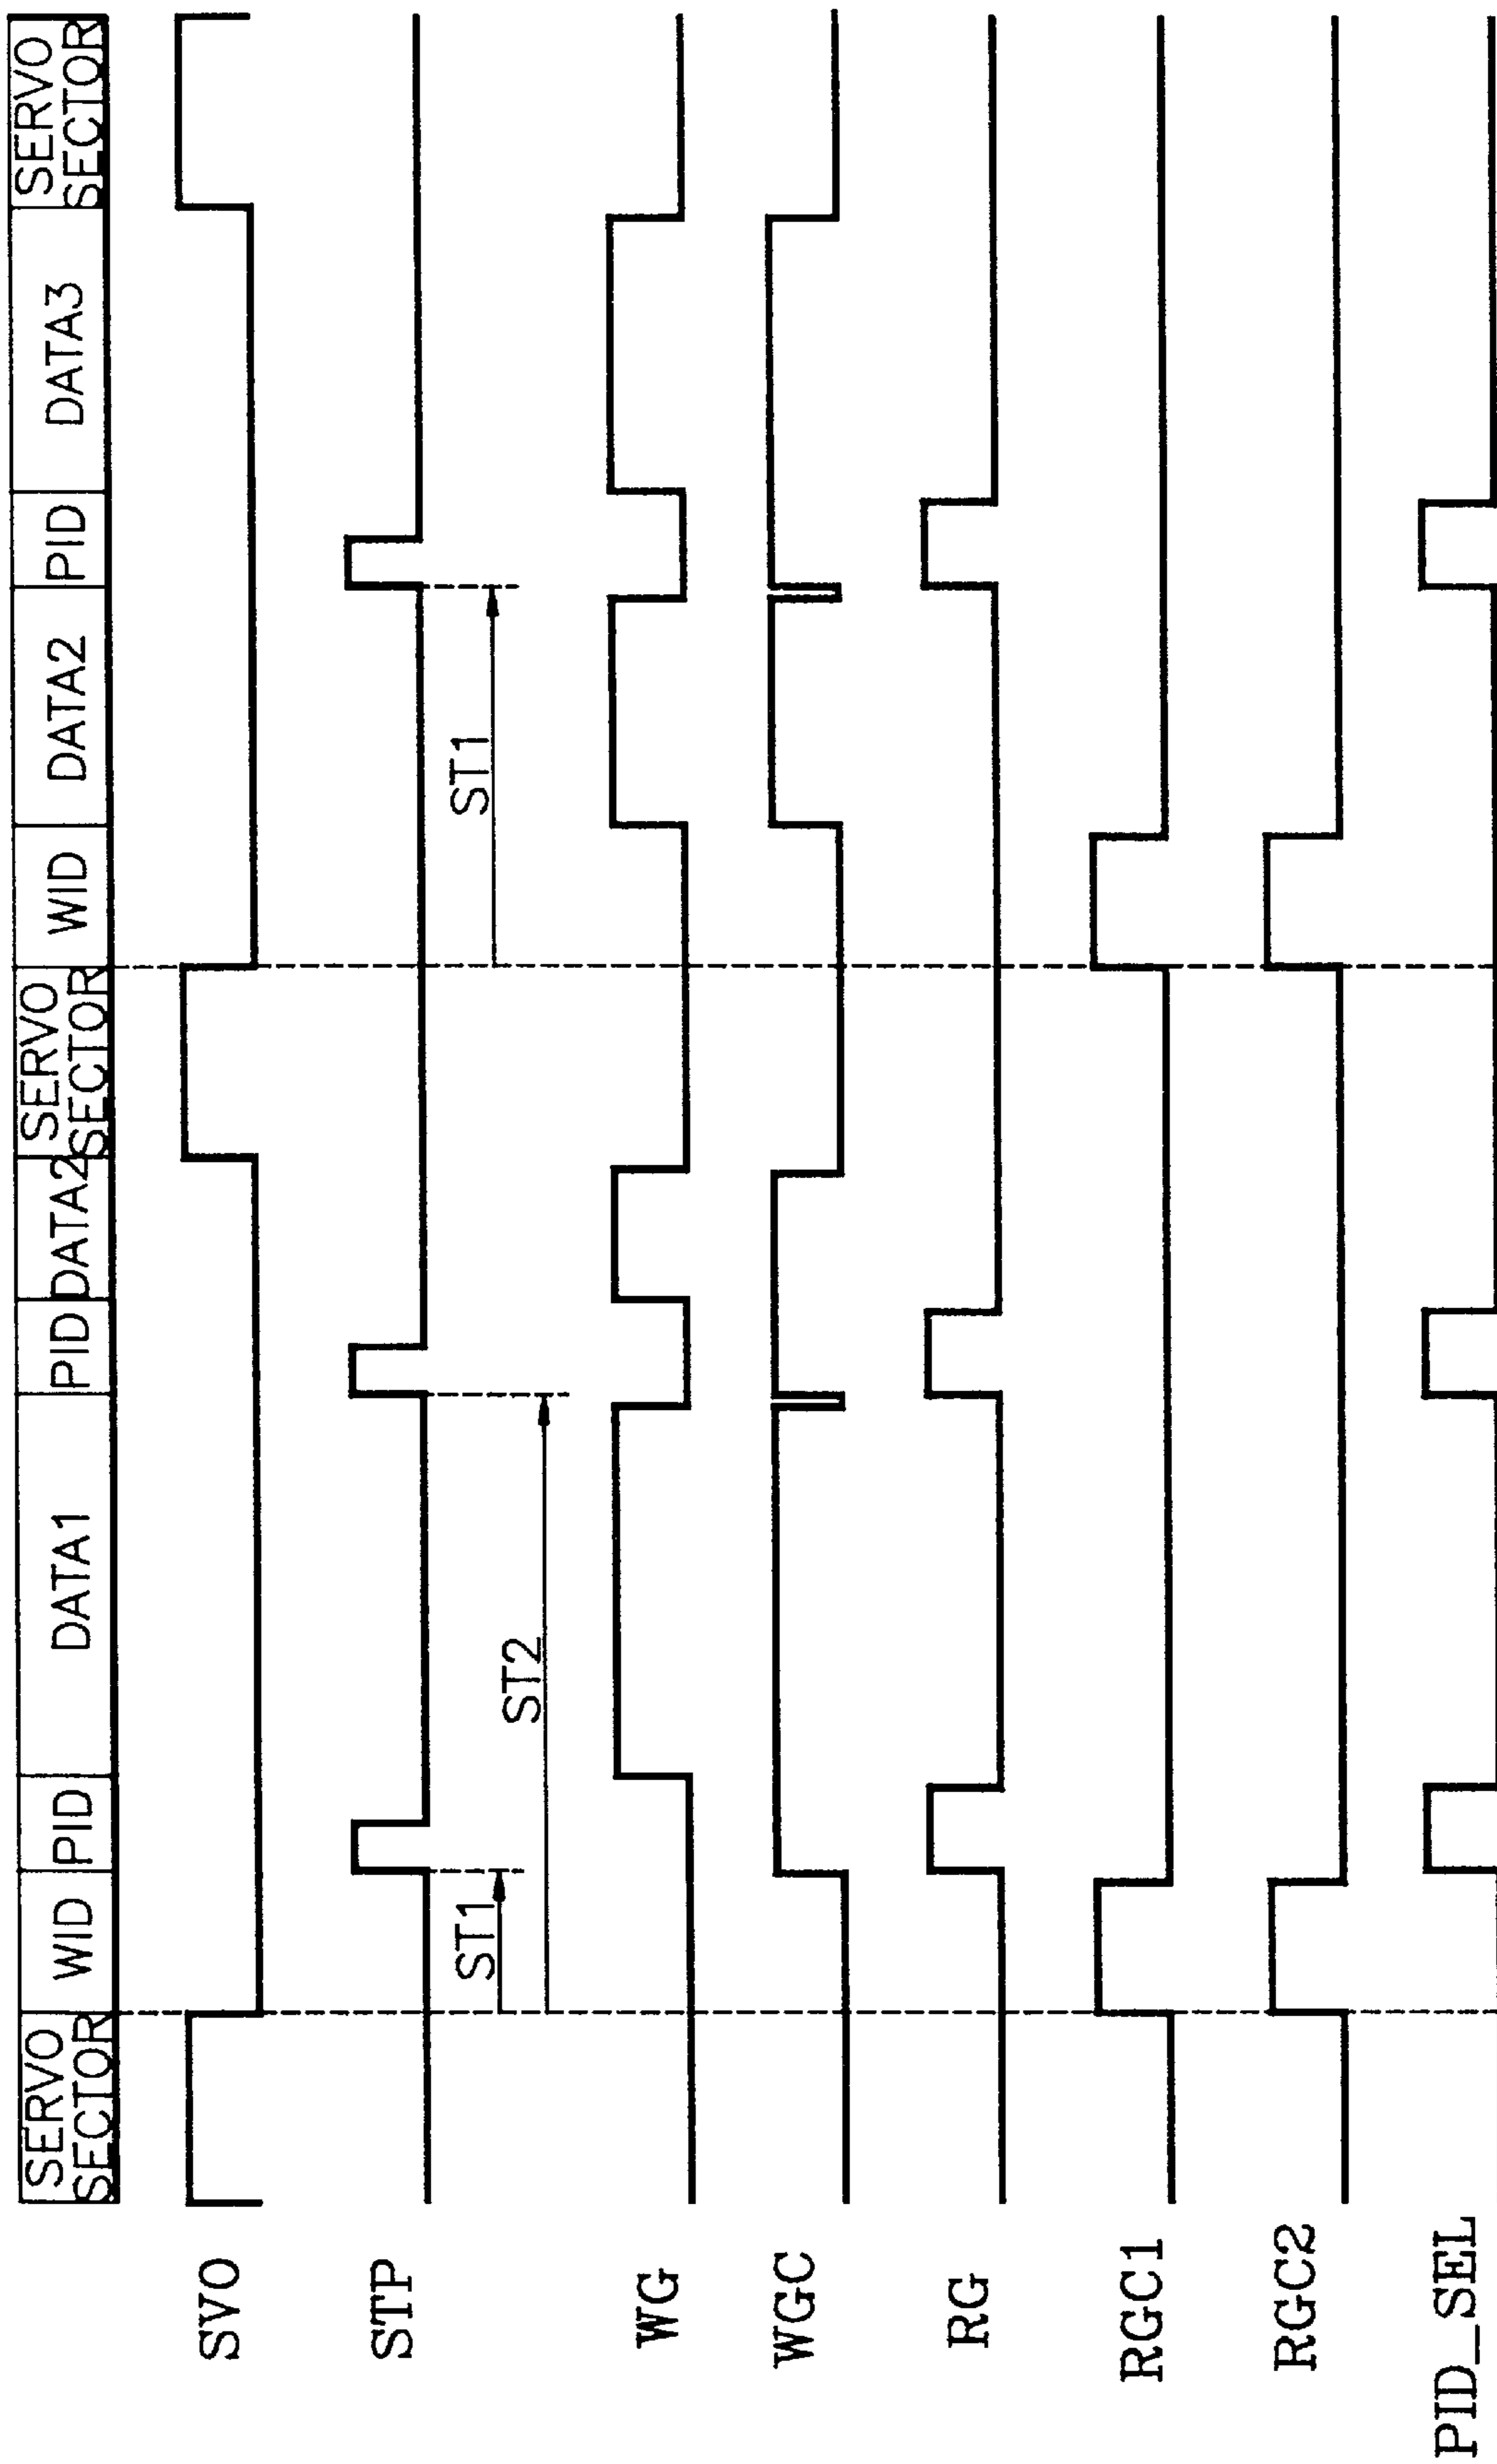 SERVO
SECTOR
WID
PID
DATA1
PID
DATA2
SERVO
SECTOR
WID
DATA2
PID
DATA3
SERVO
SECTOR
SVO
STP
ST1
ST2
ST1
WG
WGC
RG
RGC1
RGC2
PID_SEL